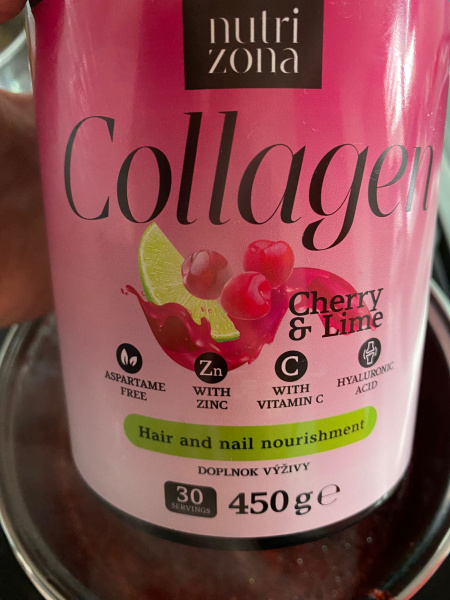 nutri
zona
Collagen
Cherry
& Lime
ASPARTAME
FREE
Zn
WITH
ZINC
C
WITH
VITAMIN C
HYALURONIC
ACID
Hair and nail nourishment
DOPLNOK VÝŽIVY
30
SERVINGS
450 g ℮